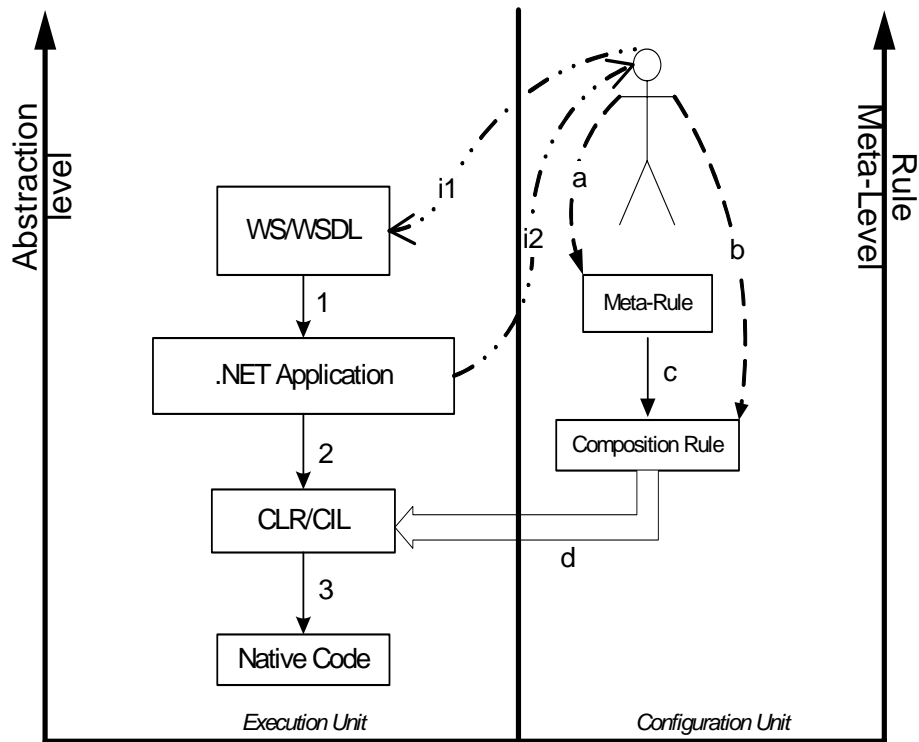 Abstraction
level
Rule
Meta-Level
i1
a
WS/WSDL
i2
b
1
Meta-Rule
.NET Application
c
2
Composition Rule
CLR/CIL
d
3
Native Code
Execution Unit
Configuration Unit